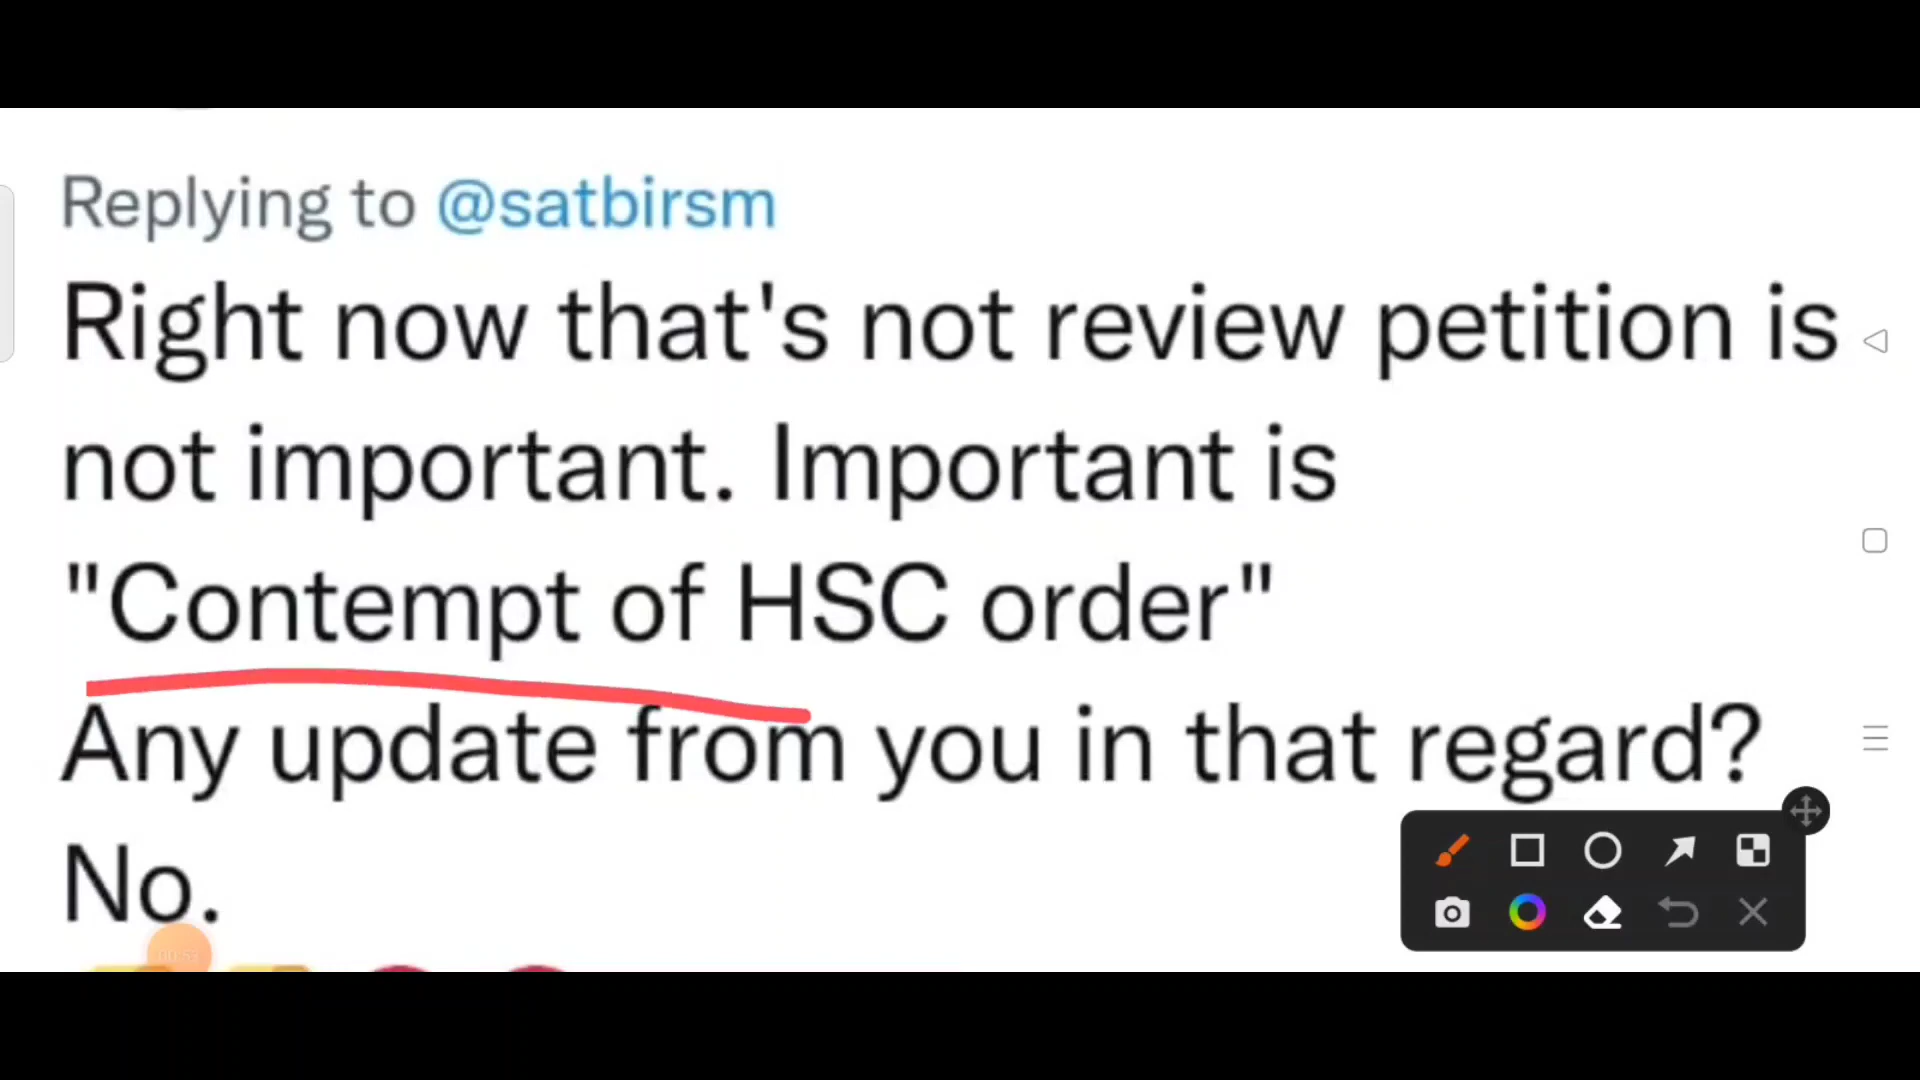 Replying to @satbirsm
Right now that's not review petition is
not important. Important is
"Contempt of HSC order"
Any update from you in that regard?
No.